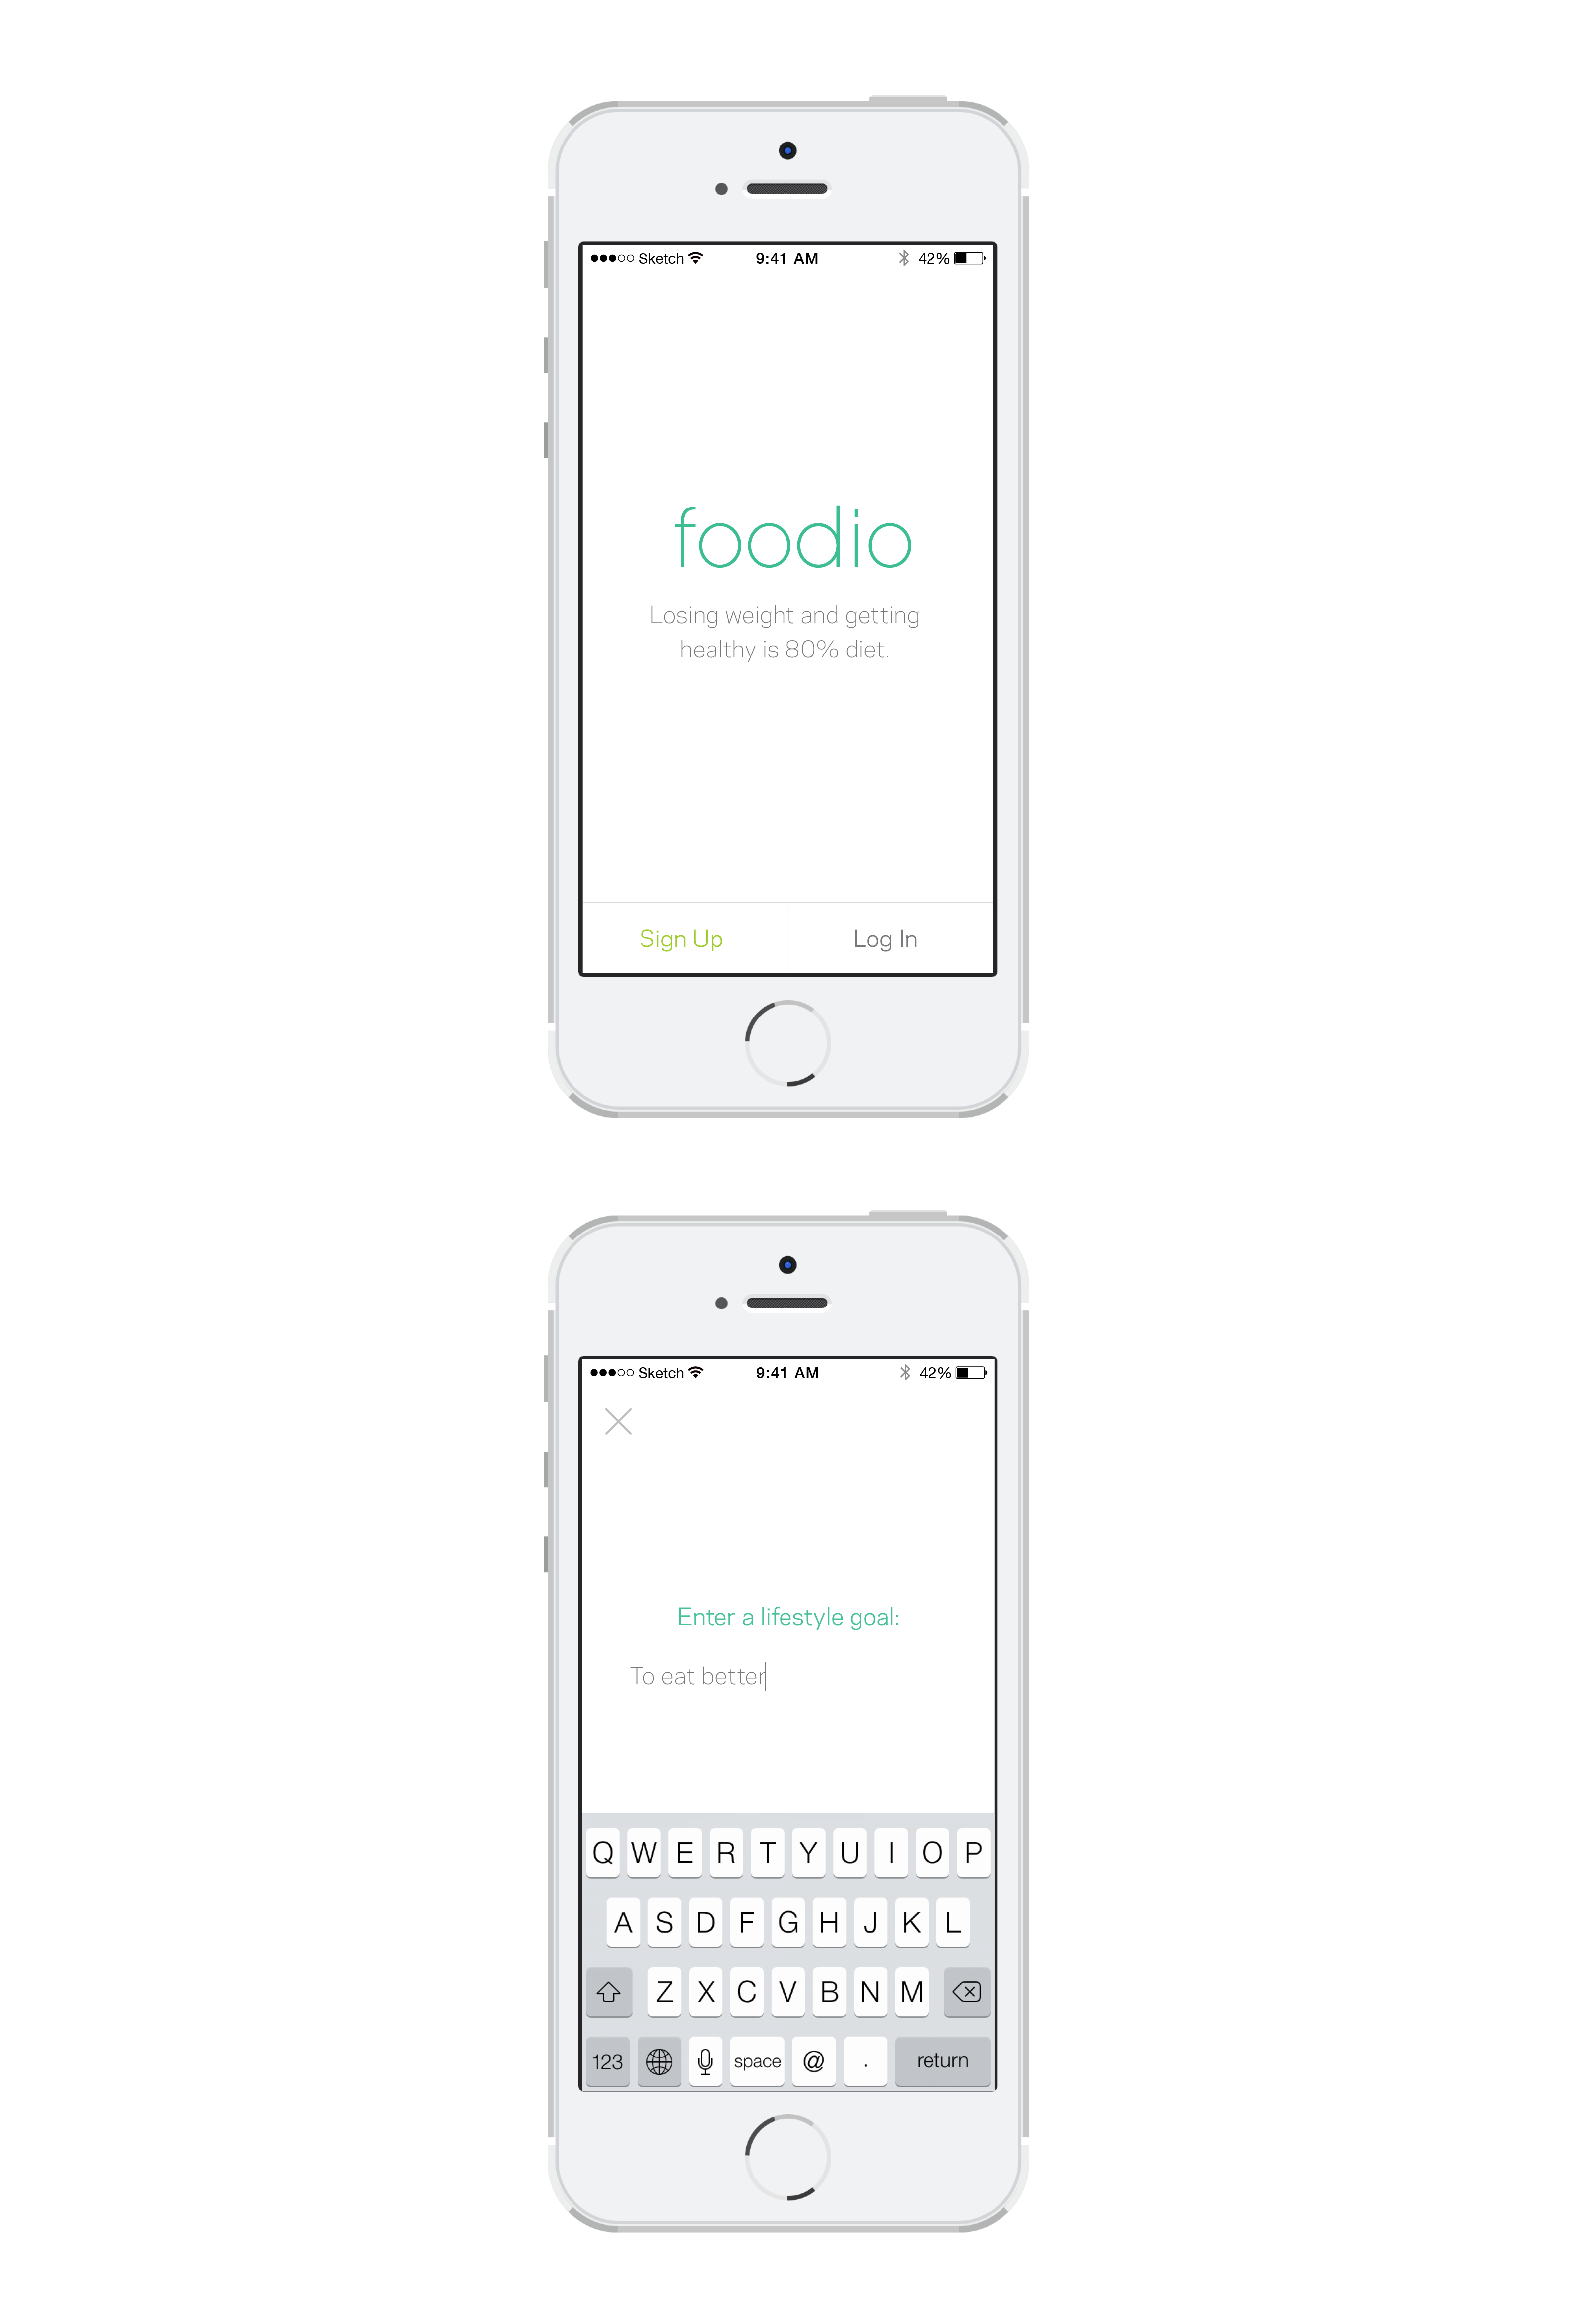 Sketch 9:41 AM 42%
foodio
Losing weight and getting
healthy is 80% diet.
Sign Up Log In
Sketch 9:41 AM 42%
Enter a lifestyle goal:
To eat better
Q W E R T Y U I O P
A S D F G H J K L
Z X C V B N M
123 space @ . return